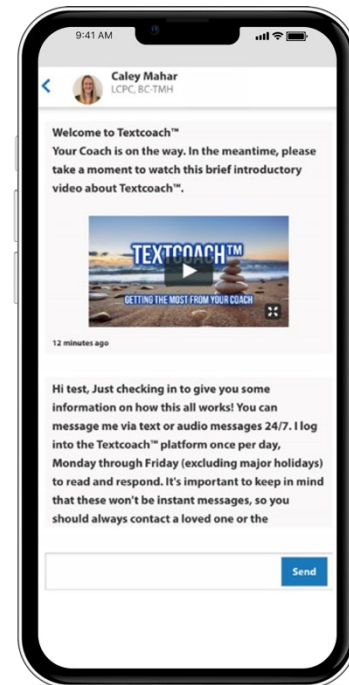 9:41 AM
Caley Mahar
LCPC, BC-TMH
Welcome to Textcoach™
Your Coach is on the way. In the meantime, please
take a moment to watch this brief introductory
video about Textcoach™.
TEXTCOACH™
GETTING THE MOST FROM YOUR COACH
12 minutes ago
Hi test, Just checking in to give you some
information on how this all works! You can
message me via text or audio messages 24/7. I log
into the Textcoach™ platform once per day,
Monday through Friday (excluding major holidays)
to read and respond. It's important to keep in mind
that these won't be instant messages, so you
should always contact a loved one or the
Send